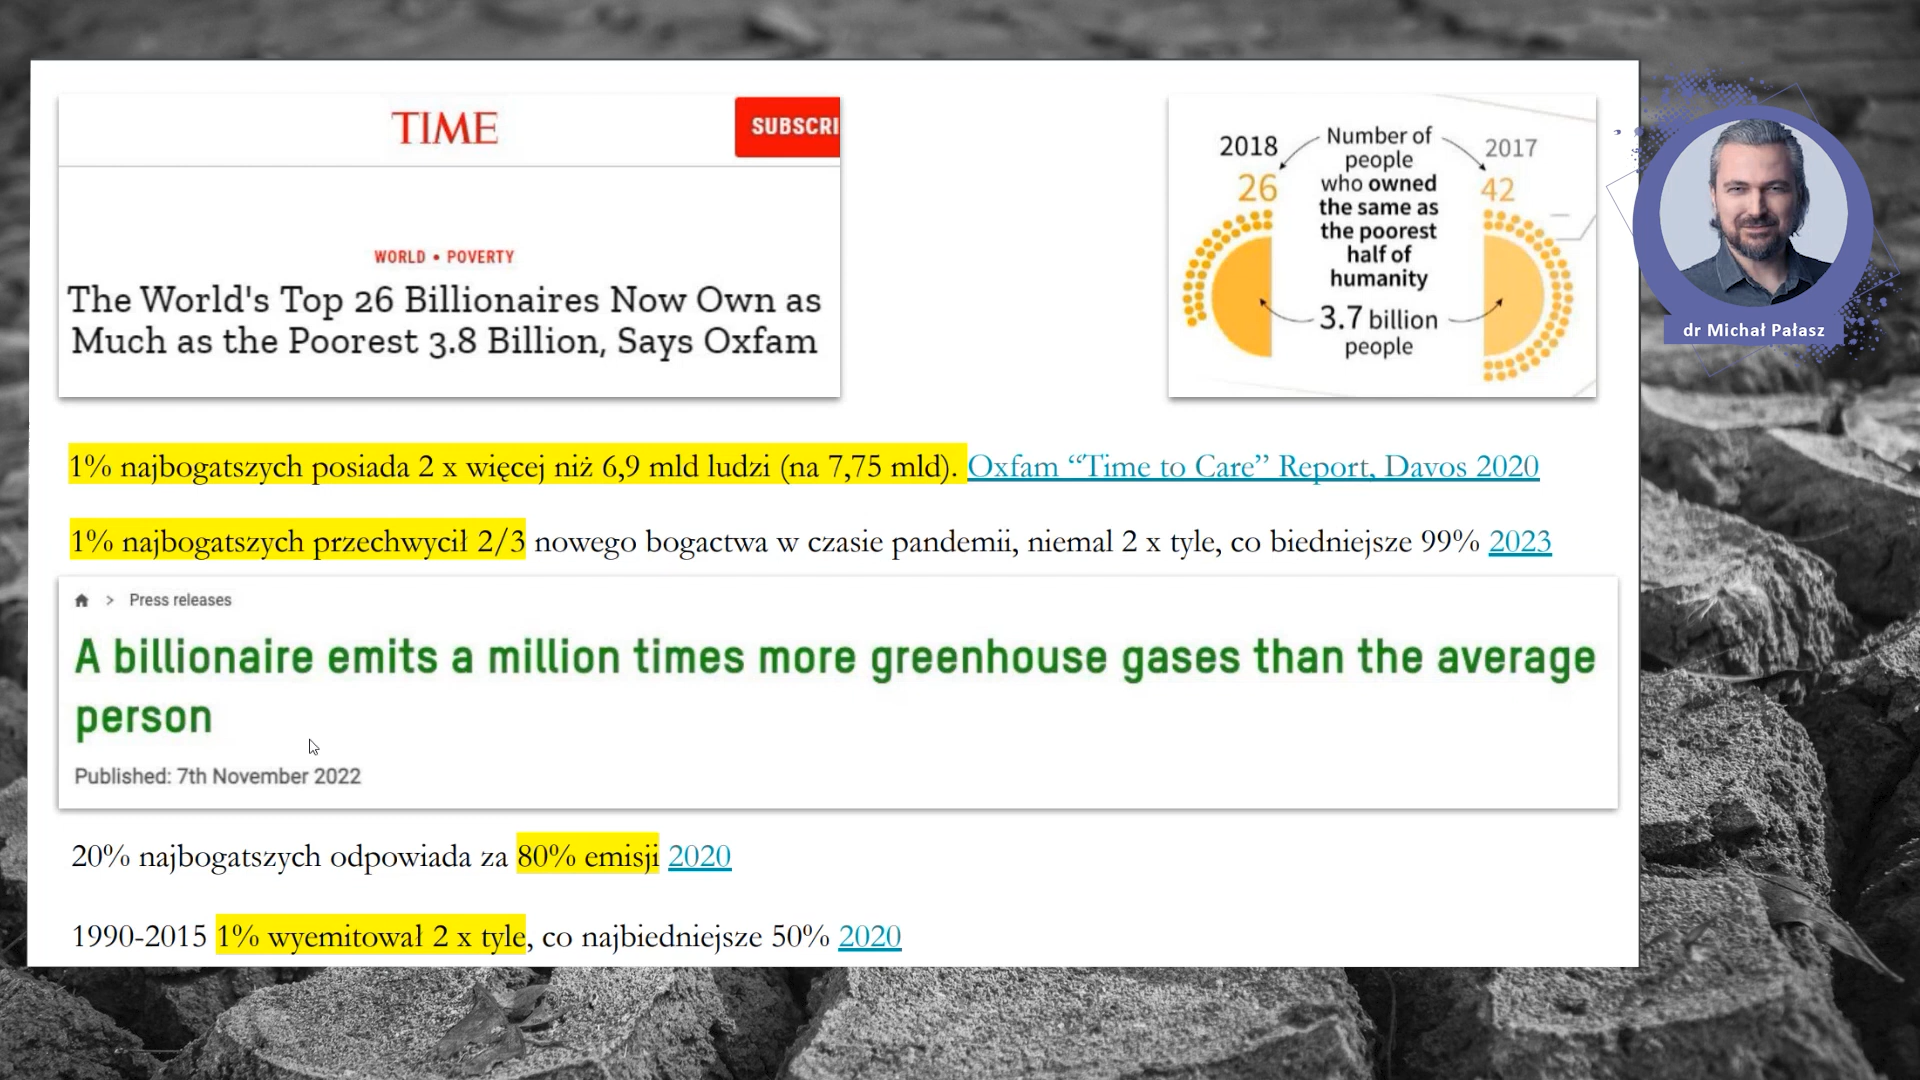 TIME
SUBSCRI
WORLD • POVERTY
The World's Top 26 Billionaires Now Own as
Much as the Poorest 3.8 Billion, Says Oxfam
2018
26
Number of
people
who owned
the same as
the poorest
half of
humanity
3.7 billion
people
2017
42
dr Michał Pałasz
1% najbogatszych posiada 2 x więcej niż 6,9 mld ludzi (na 7,75 mld). Oxfam “Time to Care” Report, Davos 2020
1% najbogatszych przechwycił 2/3 nowego bogactwa w czasie pandemii, niemal 2 x tyle, co biedniejsze 99% 2023
> Press releases
A billionaire emits a million times more greenhouse gases than the average
person
Published: 7th November 2022
20% najbogatszych odpowiada za 80% emisji 2020
1990-2015 1% wyemitował 2 x tyle, co najbiedniejsze 50% 2020